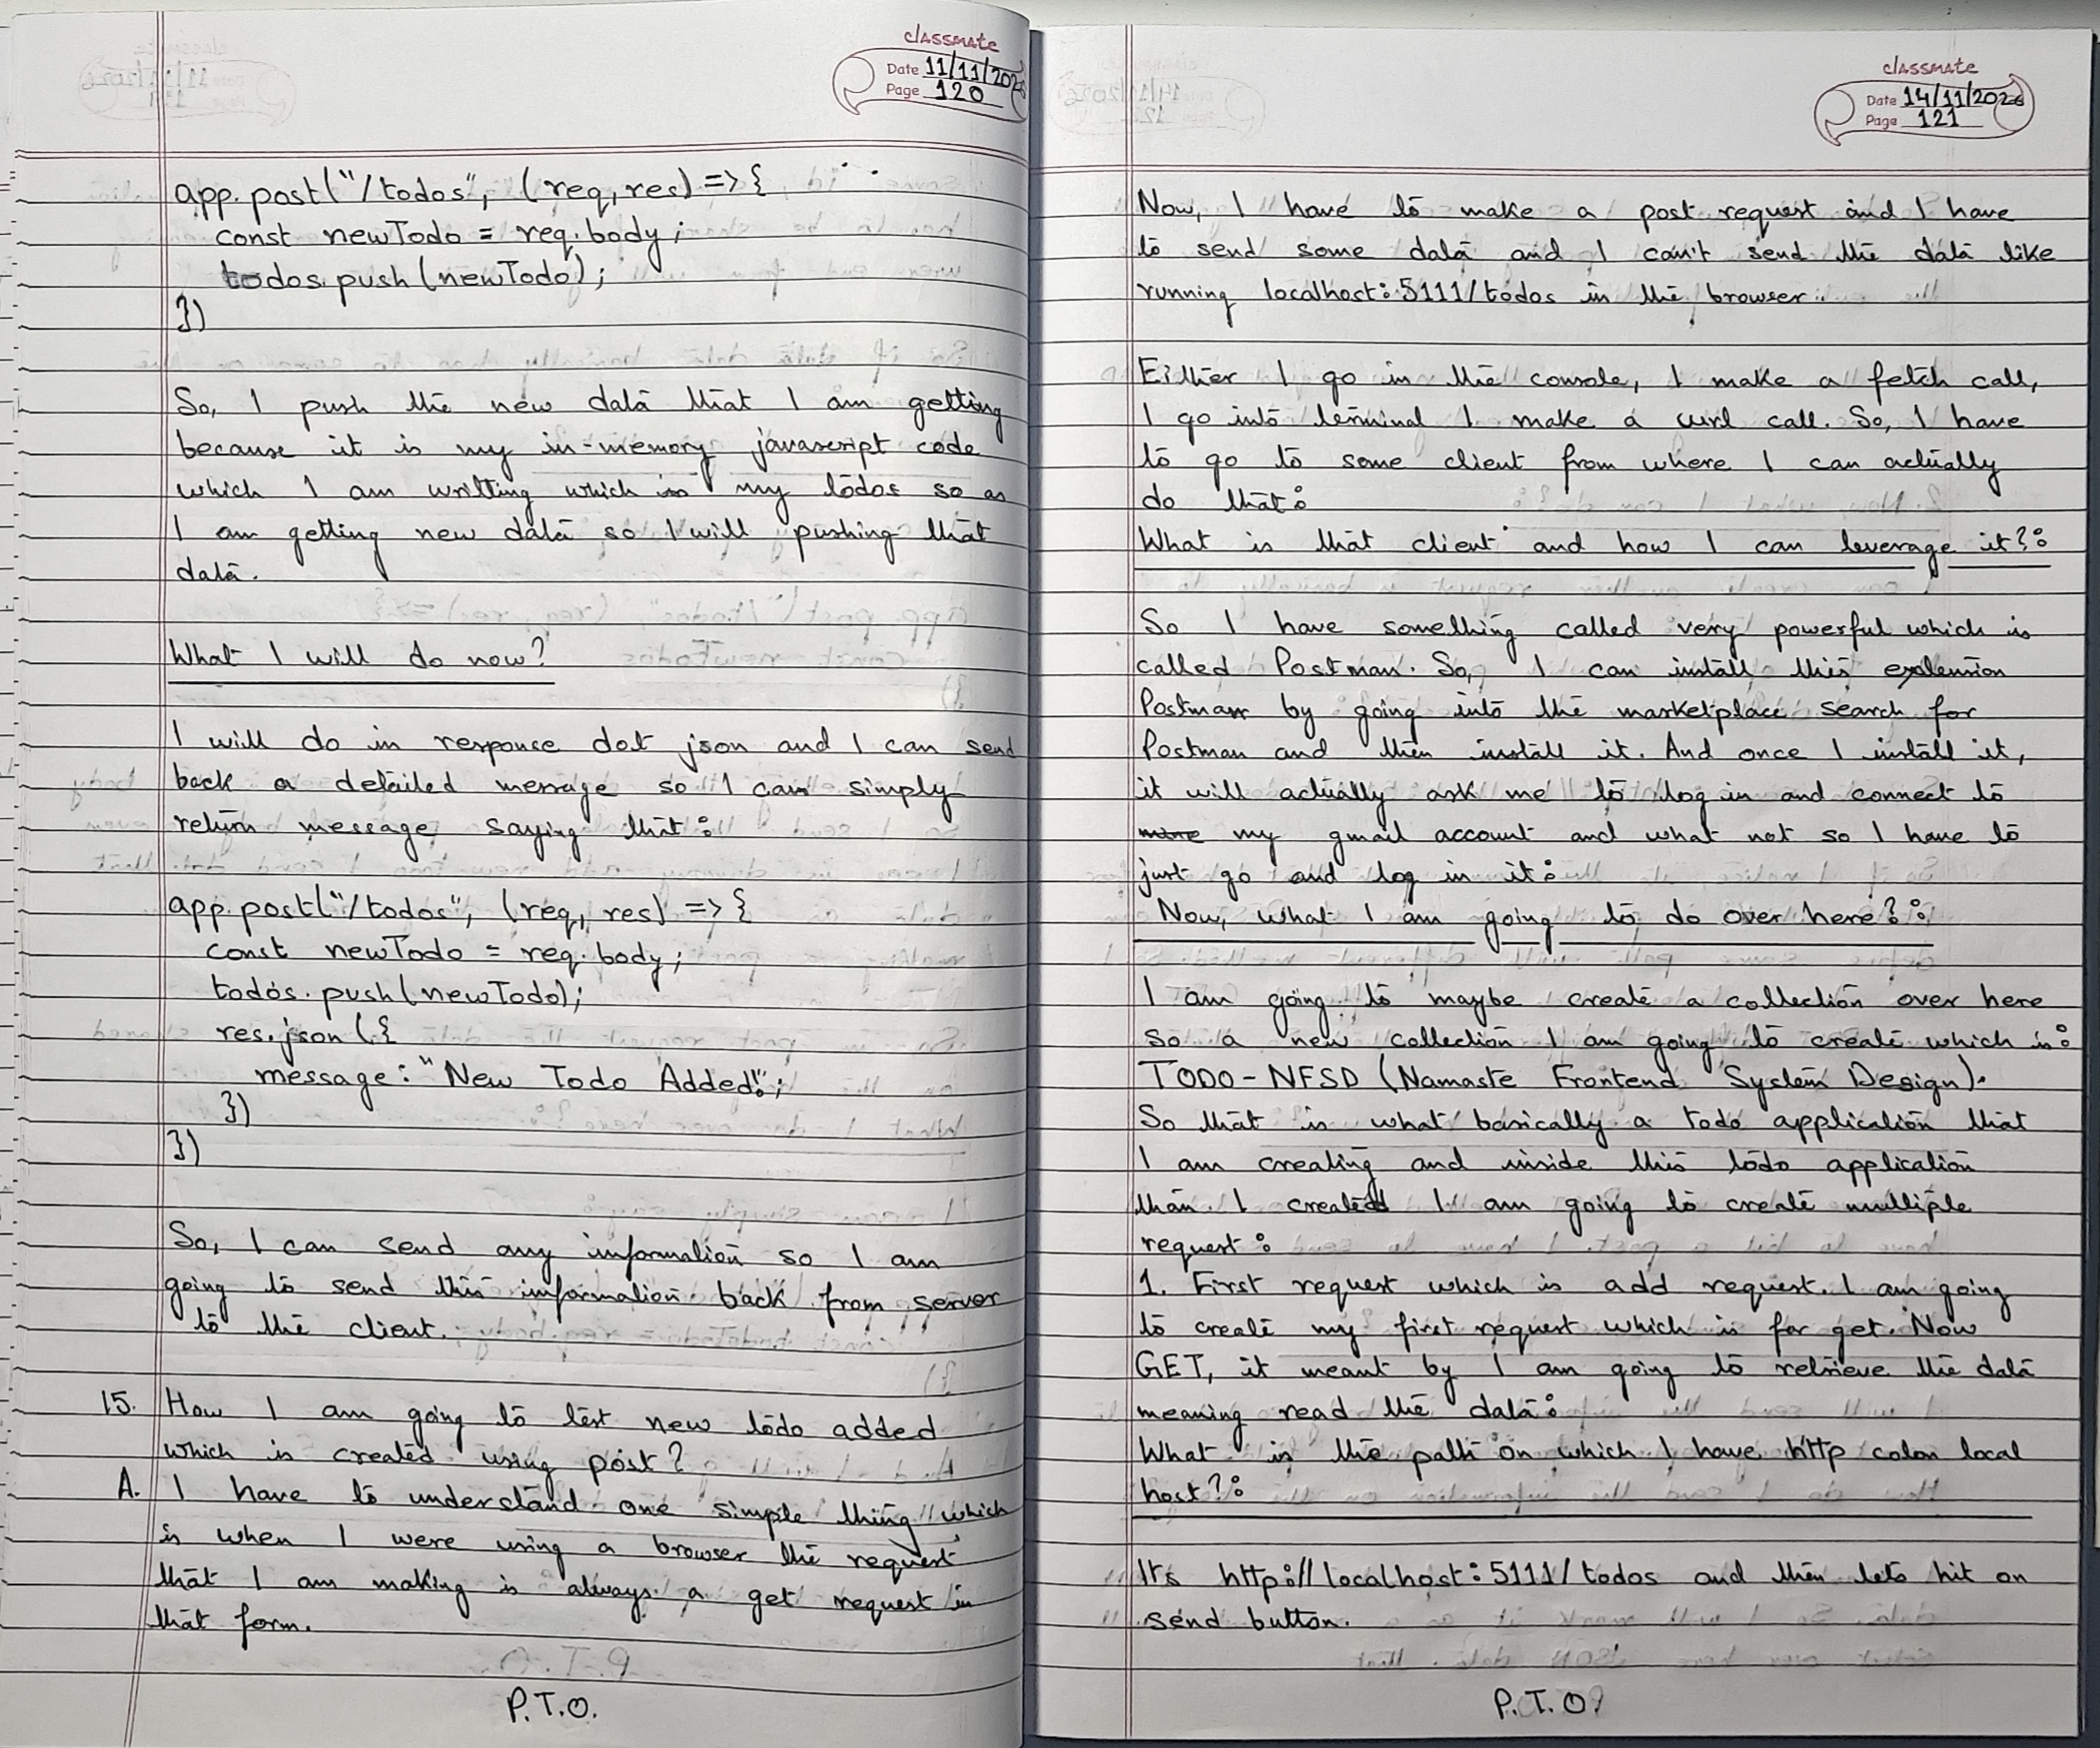 classmate
Date 11/11/2026
Page 120
app.post("/todos", (req, res) => {
const newTodo = req.body;
todos.push(newTodo);
})
So, I push the new data that I am getting
because it is my in-memory javascript code
which I am writting which is my todos so as
I am getting new data so I will pushing that
data.
What I will do now?
I will do in response dot json and I can send
back a detailed message so I can simply
return message saying that:
app.post("/todos", (req, res) => {
const newTodo = req.body;
todos.push(newTodo);
res.json({
message: "New Todo Added!";
})
})
So, I can send any information so I am
going to send this information back from server
to the client.
15. How I am going to test new todo added
which is created using post?
A. I have to understand one simple thing which
is when I were using a browser the request
that I am making is always a get request in
that form.
P.T.O.
classmate
Date 14/11/2026
Page 121
Now, I have to make a post request and I have
to send some data and I can't send the data like
running localhost:5111/todos in the browser.
Either I go in the console, I make a fetch call,
I go into terminal I make a curl call. So, I have
to go to some client from where I can actually
do that:
What is that client and how I can leverage it?:
So I have something called very powerful which is
called Postman. So, I can install this extension
Postman by going into the marketplace search for
Postman and then install it. And once I install it,
it will actually ask me to log in and connect to
my gmail account and what not so I have to
just go and log in it:
Now, what I am going to do over here?:
I am going to maybe create a collection over here
so a new collection I am going to create which is:
TODO-NFSD (Namaste Frontend System Design).
So that is what basically a todo application that
I am creating and inside this todo application
than I created I am going to create multiple
request:
1. First request which is add request. I am going
to create my first request which is for get. Now
GET, it meant by I am going to retrieve the data
meaning read the data:
What is the path on which I have http colon local
host?:
Its http://localhost:5111/todos and then lets hit on
send button.
P.T.O.